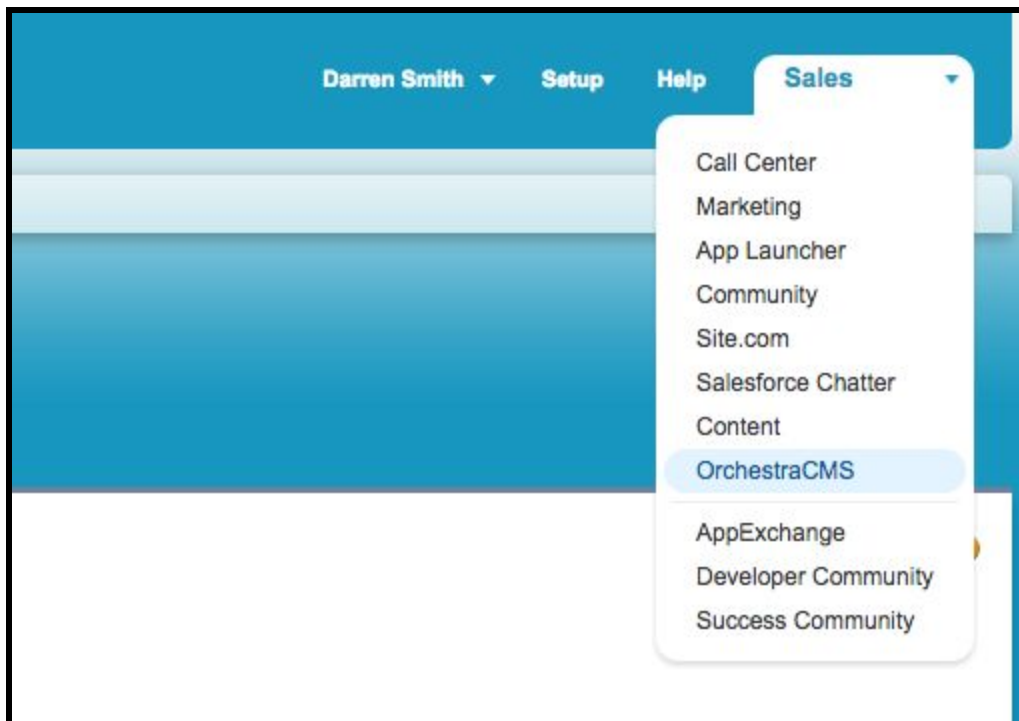 Darren Smith Setup Help Sales
Call Center
Marketing
App Launcher
Community
Site.com
Salesforce Chatter
Content
OrchestraCMS
AppExchange
Developer Community
Success Community